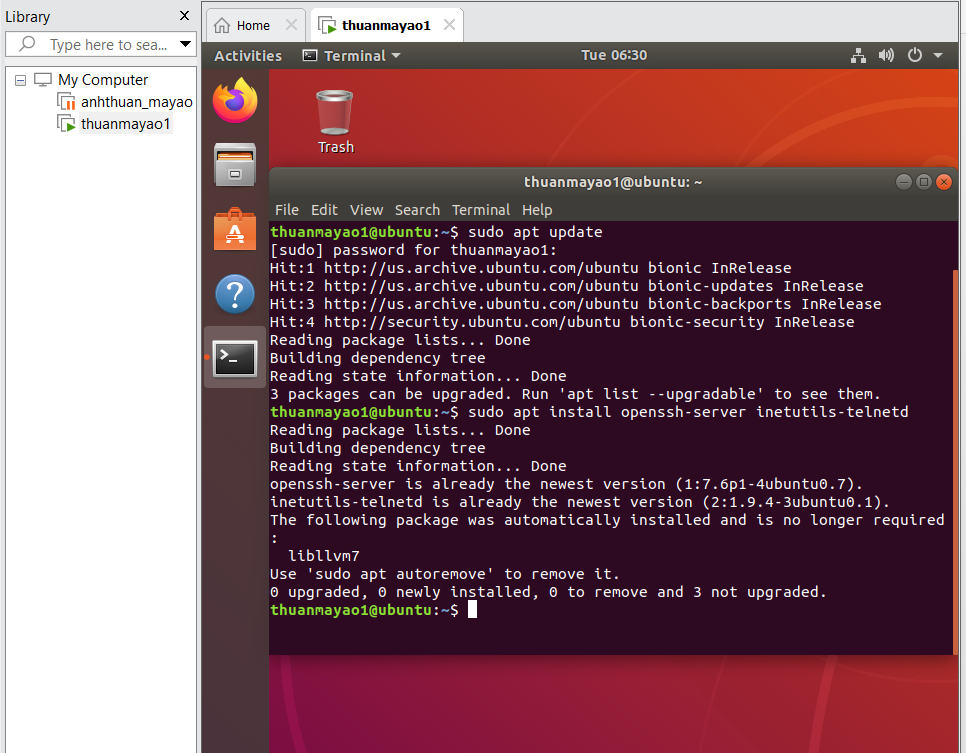 Library
Type here to sea...
My Computer
anhthuan_mayao
thuanmayao1
Home
thuanmayao1
Activities
Terminal
Tue 06:30
Trash
thuanmayao1@ubuntu: ~
File Edit View Search Terminal Help
thuanmayao1@ubuntu:~$ sudo apt update
[sudo] password for thuanmayao1:
Hit:1 http://us.archive.ubuntu.com/ubuntu bionic InRelease
Hit:2 http://us.archive.ubuntu.com/ubuntu bionic-updates InRelease
Hit:3 http://us.archive.ubuntu.com/ubuntu bionic-backports InRelease
Hit:4 http://security.ubuntu.com/ubuntu bionic-security InRelease
Reading package lists... Done
Building dependency tree
Reading state information... Done
3 packages can be upgraded. Run 'apt list --upgradable' to see them.
thuanmayao1@ubuntu:~$ sudo apt install openssh-server inetutils-telnetd
Reading package lists... Done
Building dependency tree
Reading state information... Done
openssh-server is already the newest version (1:7.6p1-4ubuntu0.7).
inetutils-telnetd is already the newest version (2:1.9.4-3ubuntu0.1).
The following package was automatically installed and is no longer required
:
libllvm7
Use 'sudo apt autoremove' to remove it.
0 upgraded, 0 newly installed, 0 to remove and 3 not upgraded.
thuanmayao1@ubuntu:~$